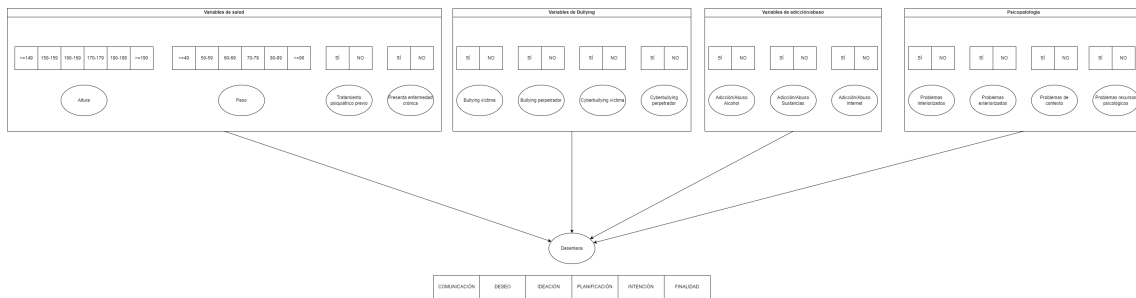 Variables de salud
<=149 150-159 160-169 170-179 180-189 >=190
<=49 50-59 60-69 70-79 80-89 >=90
SÍ NO
SÍ NO
Altura
Peso
Tratamiento
psiquiátrico previo
Presenta enfermedad
crónica
Variables de Bullying
SÍ NO
SÍ NO
SÍ NO
SÍ NO
Bullying víctima
Bullying perpetrador
Cyberbullying víctima
Cyberbullying
perpetrador
Variables de adicción/abuso
SÍ NO
SÍ NO
SÍ NO
Adicción/Abuso
Alcohol
Adicción/Abuso
Sustancias
Adicción/Abuso
Internet
Psicopatología
SÍ NO
SÍ NO
SÍ NO
SÍ NO
Problemas
interiorizados
Problemas
exteriorizados
Problemas de
contexto
Problemas recursos
psicológicos
Desenlace
COMUNICACIÓN DESEO IDEACIÓN PLANIFICACIÓN INTENCIÓN FINALIDAD